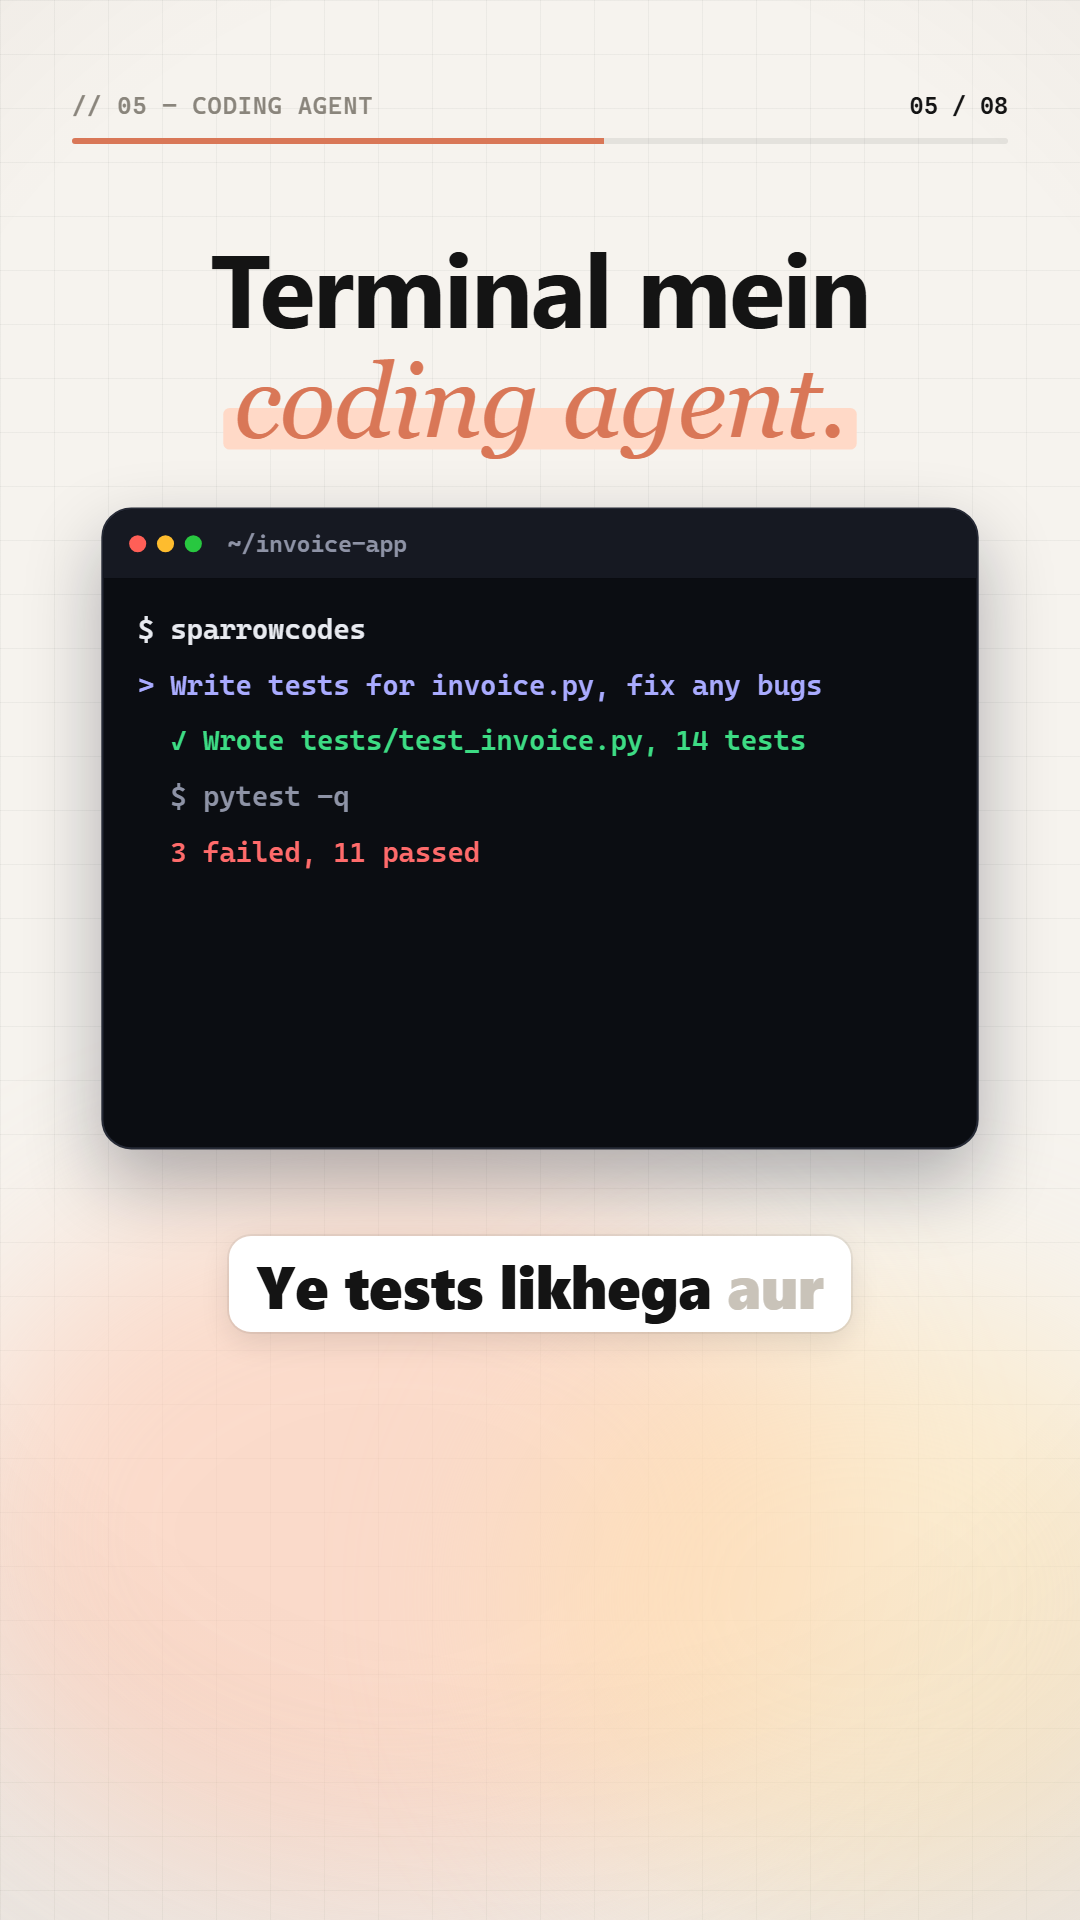 // 05 — CODING AGENT
05 / 08
Terminal mein
coding agent.
~/invoice-app
$ sparrowcodes
> Write tests for invoice.py, fix any bugs
✓ Wrote tests/test_invoice.py, 14 tests
$ pytest -q
3 failed, 11 passed
Ye tests likhega aur